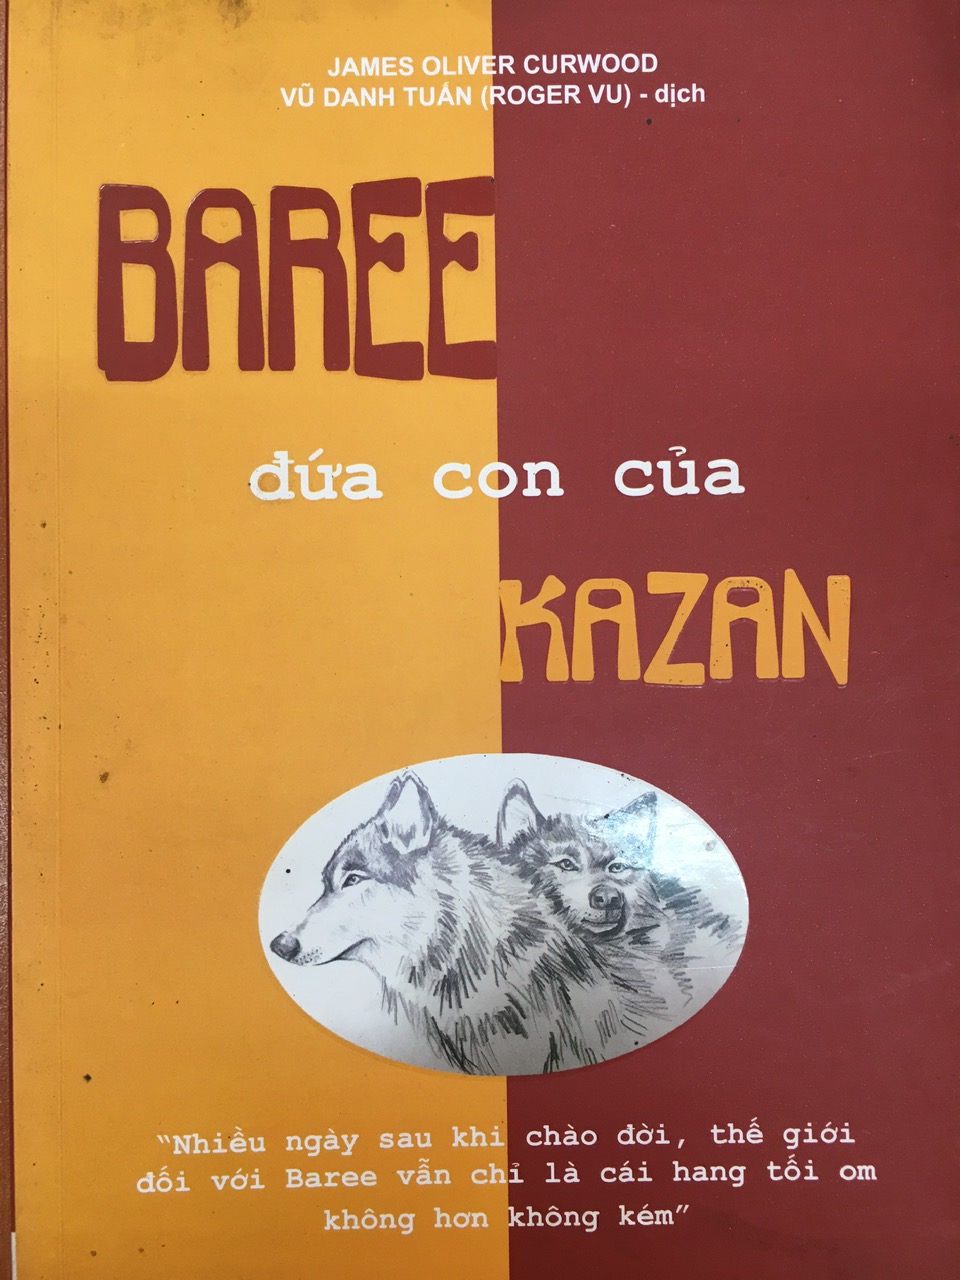 JAMES OLIVER CURWOOD
VŨ DANH TUẤN (ROGER VU) - dịch
BAREE
đứa con của
KAZAN
“Nhiều ngày sau khi chào đời, thế giới
đối với Baree vẫn chỉ là cái hang tối om
không hơn không kém”